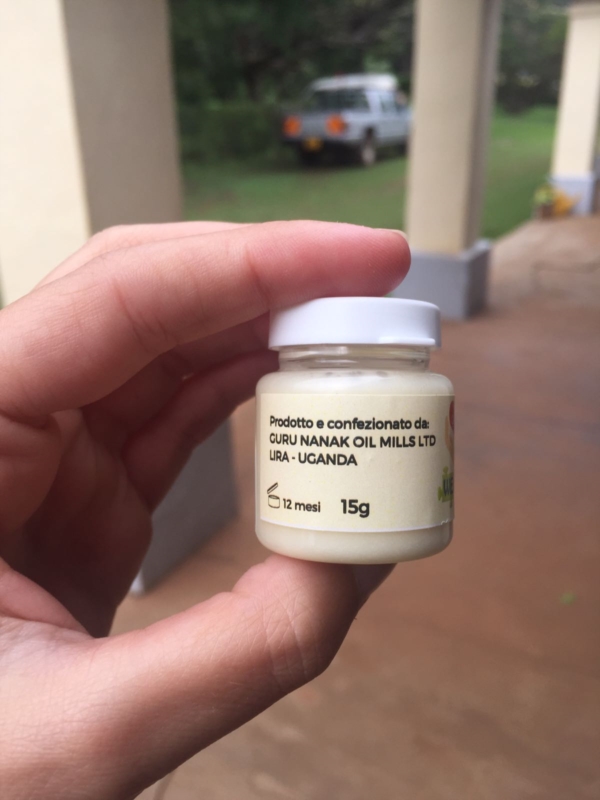 Prodotto e confezionato da:
GURU NANAK OIL MILLS LTD
LIRA - UGANDA
12 mesi 15g